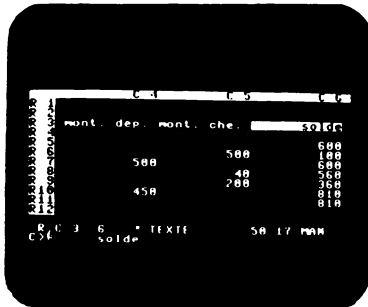 C 4 C 5 C 6
mont. dep. mont. che. solde
600
500 100
500 600
40 560
200 360
450 810
810
R,C 3 6 " TEXTE 50 17 MAN
solde